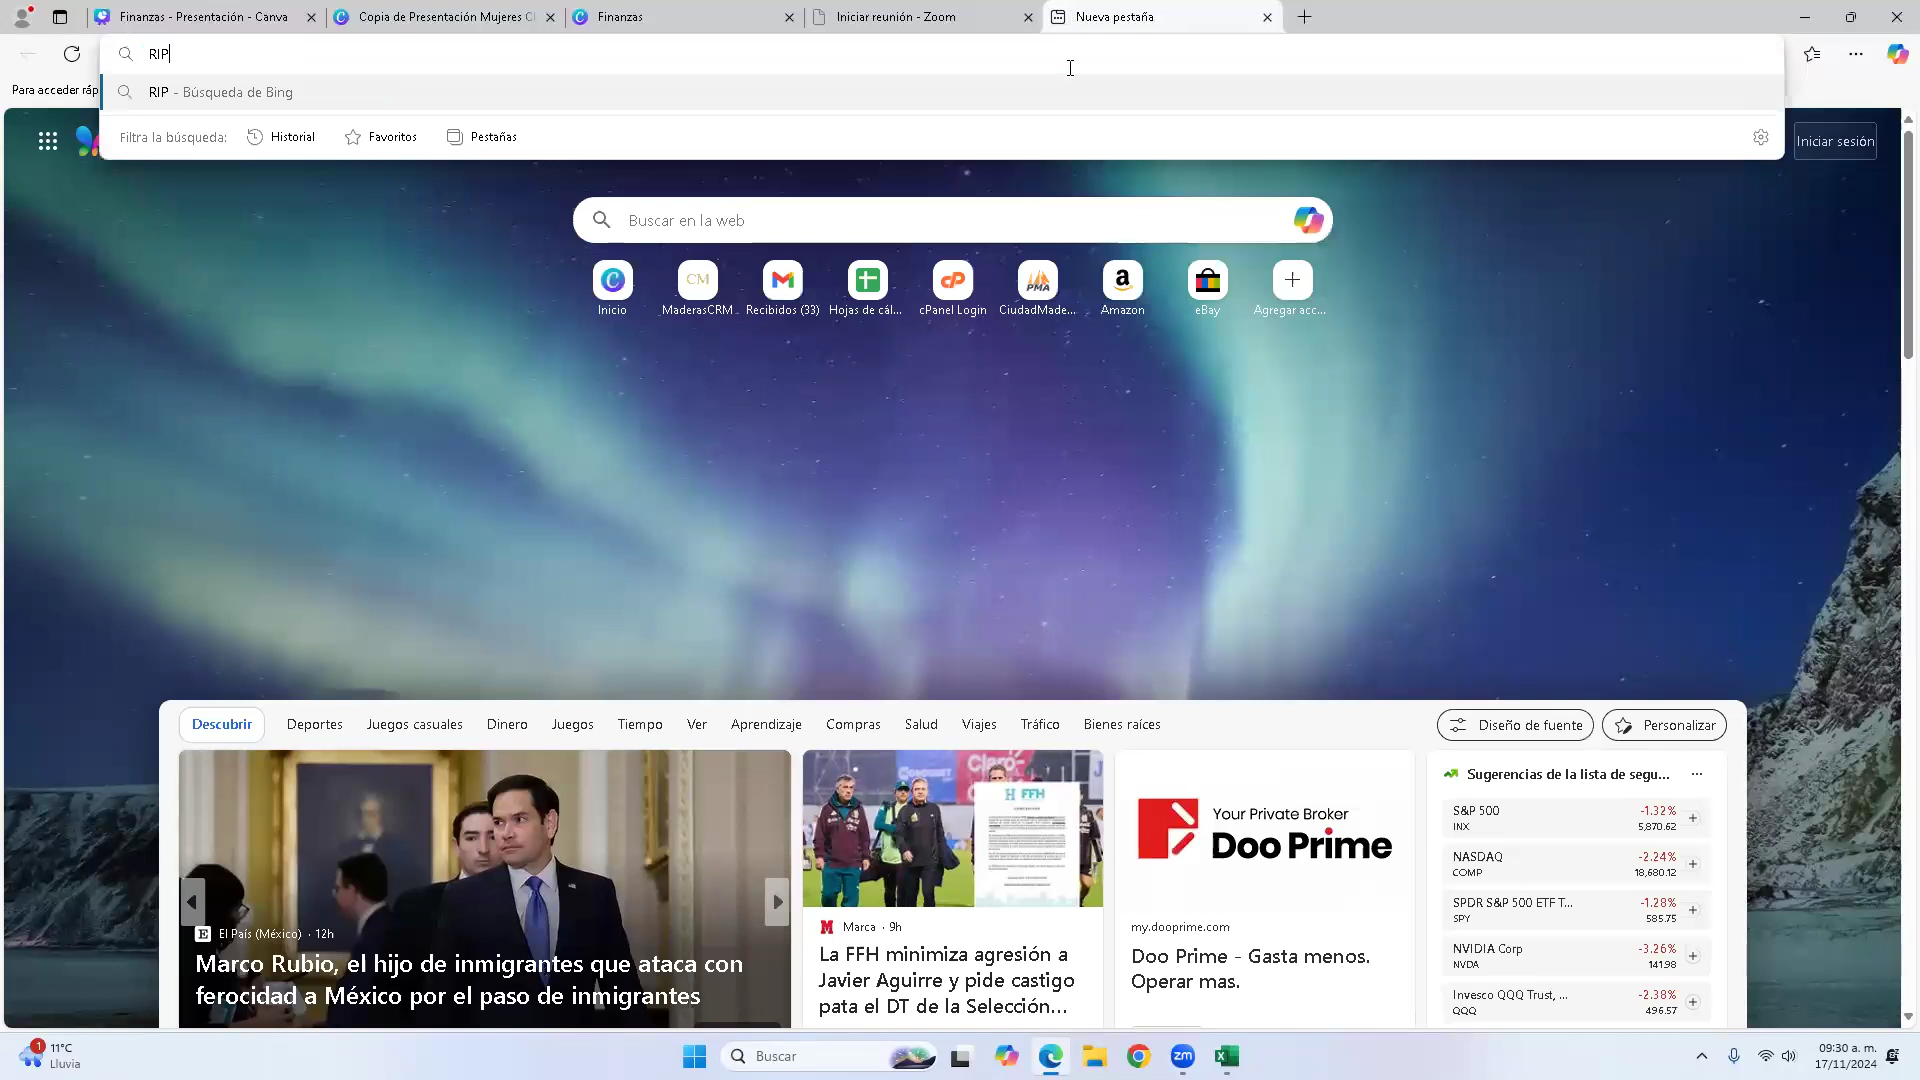 Finanzas - Presentación - Canva
Copia de Presentación Mujeres C
Finanzas
Iniciar reunión - Zoom
Nueva pestaña
RIP
Para acceder ráp
RIP - Búsqueda de Bing
Filtra la búsqueda:
Historial
Favoritos
Pestañas
Iniciar sesión
Buscar en la web
CM
cP
PMA
a
Inicio
MaderasCRM
Recibidos (33)
Hojas de cál...
cPanel Login
CiudadMade...
Amazon
eBay
Agregar acc...
Descubrir
Deportes
Juegos casuales
Dinero
Juegos
Tiempo
Ver
Aprendizaje
Compras
Salud
Viajes
Tráfico
Bienes raíces
Diseño de fuente
Personalizar
El País (México) · 12h
Marco Rubio, el hijo de inmigrantes que ataca con
ferocidad a México por el paso de inmigrantes
Claro
FFH
Marca · 9h
La FFH minimiza agresión a
Javier Aguirre y pide castigo
pata el DT de la Selección...
Your Private Broker
Doo Prime
my.dooprime.com
Doo Prime - Gasta menos.
Operar mas.
Sugerencias de la lista de segu...
S&P 500 -1.32%
INX 5,870.62
NASDAQ -2.24%
COMP 18,680.12
SPDR S&P 500 ETF T... -1.28%
SPY 585.75
NVIDIA Corp -3.26%
NVDA 141.98
Invesco QQQ Trust, ... -2.38%
QQQ 496.57
1
11°C
Lluvia
Buscar
zm
09:30 a. m.
17/11/2024